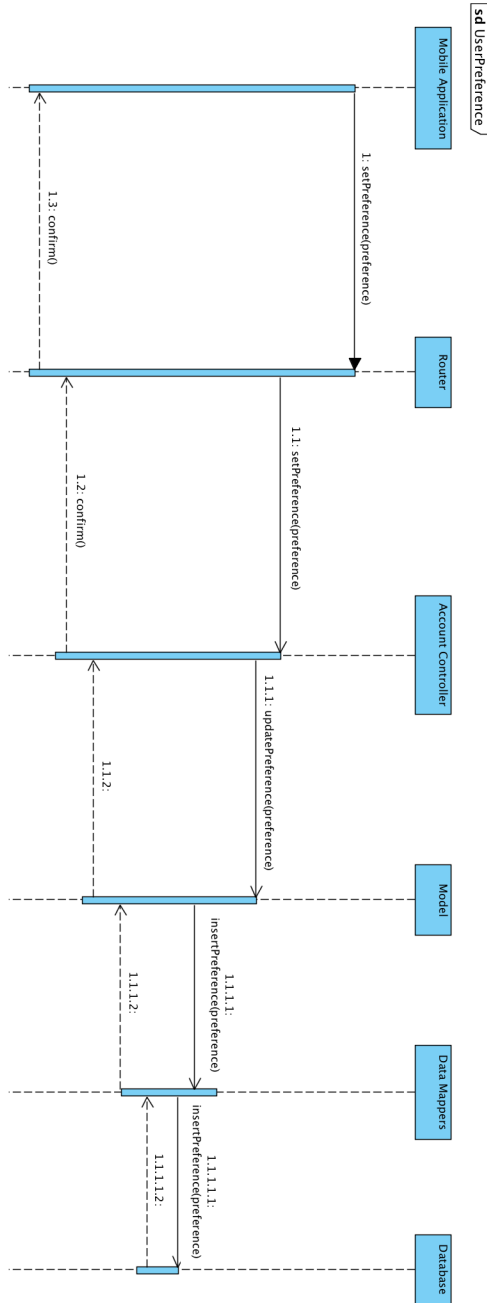 sd UserPreference
Mobile Application
Router
Account Controller
Model
Data Mappers
Database
1: setPreference(preference)
1.1: setPreference(preference)
1.1.1: updatePreference(preference)
1.1.1.1:
insertPreference(preference)
1.1.1.1.1:
insertPreference(preference)
1.1.1.1.2:
1.1.1.2:
1.1.2:
1.2: confirm()
1.3: confirm()